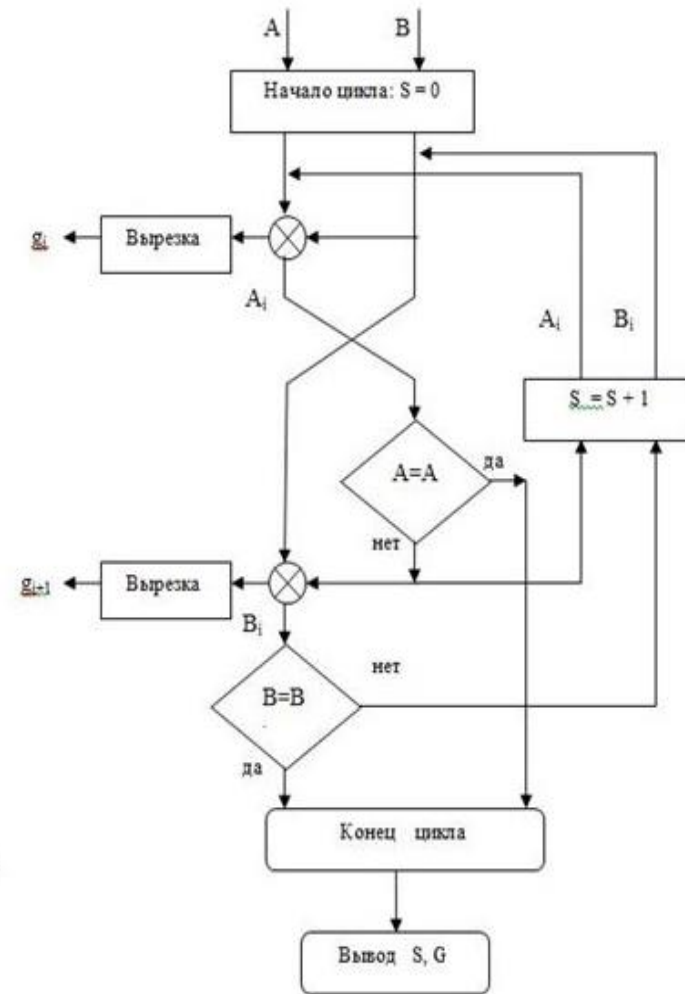 A B
Начало цикла: S = 0
gi Вырезка
Ai
Ai Bi
S = S + 1
A=A
да
нет
gi+1 Вырезка
Bi
B=B
нет
да
Конец цикла
Вывод S, G